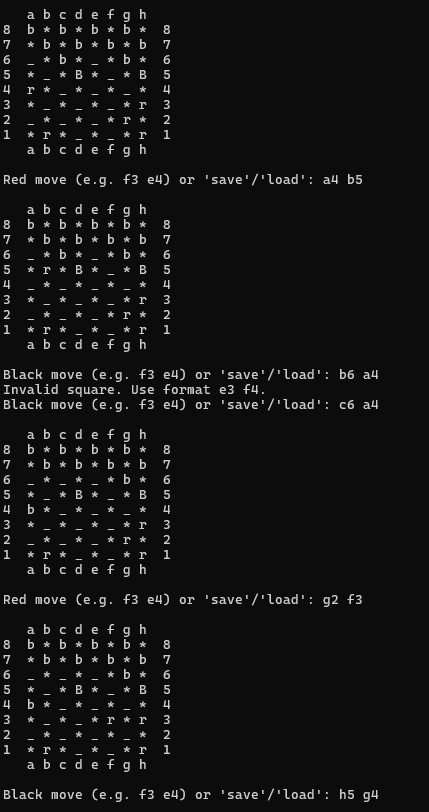 a b c d e f g h
8  b * b * b * b *  8
7  * b * b * b * b  7
6  _ * b * _ * b *  6
5  * _ * B * _ * B  5
4  r * _ * _ * _ *  4
3  * _ * _ * _ * r  3
2  _ * _ * _ * r *  2
1  * r * _ * _ * r  1
   a b c d e f g h
Red move (e.g. f3 e4) or 'save'/'load': a4 b5
   a b c d e f g h
8  b * b * b * b *  8
7  * b * b * b * b  7
6  _ * b * _ * b *  6
5  * r * B * _ * B  5
4  _ * _ * _ * _ *  4
3  * _ * _ * _ * r  3
2  _ * _ * _ * r *  2
1  * r * _ * _ * r  1
   a b c d e f g h
Black move (e.g. f3 e4) or 'save'/'load': b6 a4
Invalid square. Use format e3 f4.
Black move (e.g. f3 e4) or 'save'/'load': c6 a4
   a b c d e f g h
8  b * b * b * b *  8
7  * b * b * b * b  7
6  _ * _ * _ * b *  6
5  * _ * B * _ * B  5
4  b * _ * _ * _ *  4
3  * _ * _ * _ * r  3
2  _ * _ * _ * r *  2
1  * r * _ * _ * r  1
   a b c d e f g h
Red move (e.g. f3 e4) or 'save'/'load': g2 f3
   a b c d e f g h
8  b * b * b * b *  8
7  * b * b * b * b  7
6  _ * _ * _ * b *  6
5  * _ * B * _ * B  5
4  b * _ * _ * _ *  4
3  * _ * _ * r * r  3
2  _ * _ * _ * _ *  2
1  * r * _ * _ * r  1
   a b c d e f g h
Black move (e.g. f3 e4) or 'save'/'load': h5 g4